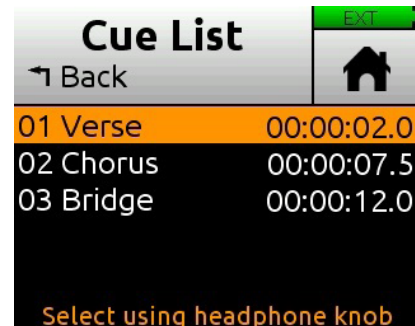 Cue List
EXT
Back
01 Verse 00:00:02.0
02 Chorus 00:00:07.5
03 Bridge 00:00:12.0
Select using headphone knob